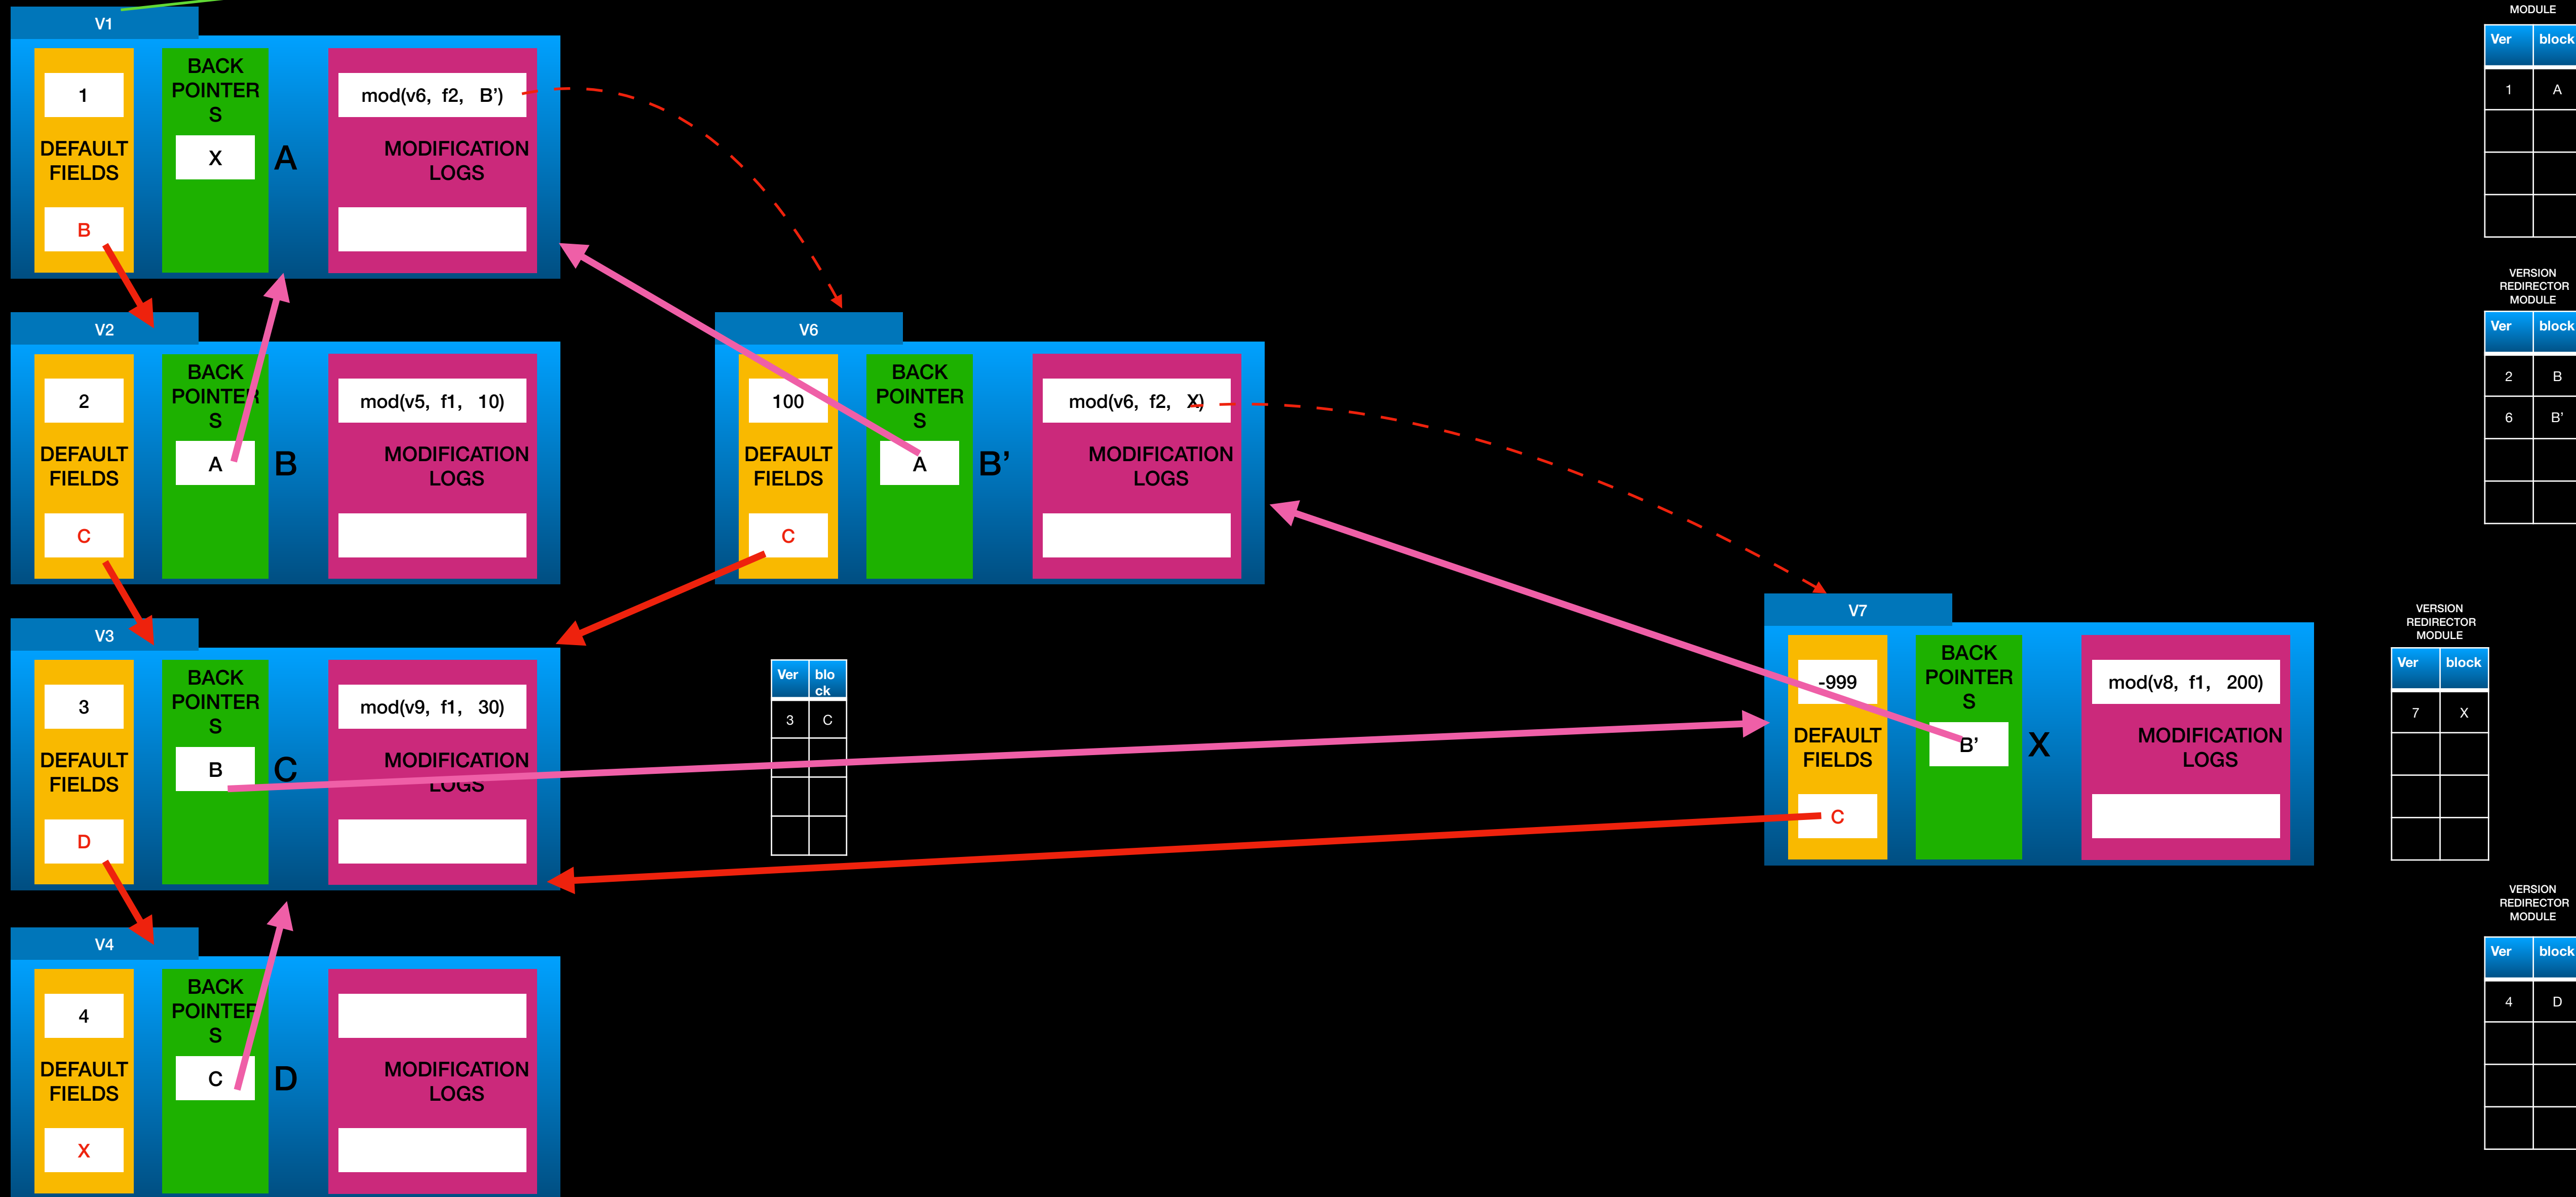 V1
1
DEFAULT
FIELDS
B
BACK
POINTER
S
X
A
mod(v6, f2, B’)
MODIFICATION
LOGS
MODULE
Ver block
1 A
V2
2
DEFAULT
FIELDS
C
BACK
POINTER
S
A
B
mod(v5, f1, 10)
MODIFICATION
LOGS
V6
100
DEFAULT
FIELDS
C
BACK
POINTER
S
A
B’
mod(v6, f2, X)
MODIFICATION
LOGS
VERSION
REDIRECTOR
MODULE
Ver block
2 B
6 B’
V3
3
DEFAULT
FIELDS
D
BACK
POINTER
S
B
C
mod(v9, f1, 30)
MODIFICATION
LOGS
Ver blo
ck
3 C
V7
-999
DEFAULT
FIELDS
C
BACK
POINTER
S
B’
X
mod(v8, f1, 200)
MODIFICATION
LOGS
VERSION
REDIRECTOR
MODULE
Ver block
7 X
V4
4
DEFAULT
FIELDS
X
BACK
POINTER
S
C
D
MODIFICATION
LOGS
VERSION
REDIRECTOR
MODULE
Ver block
4 D